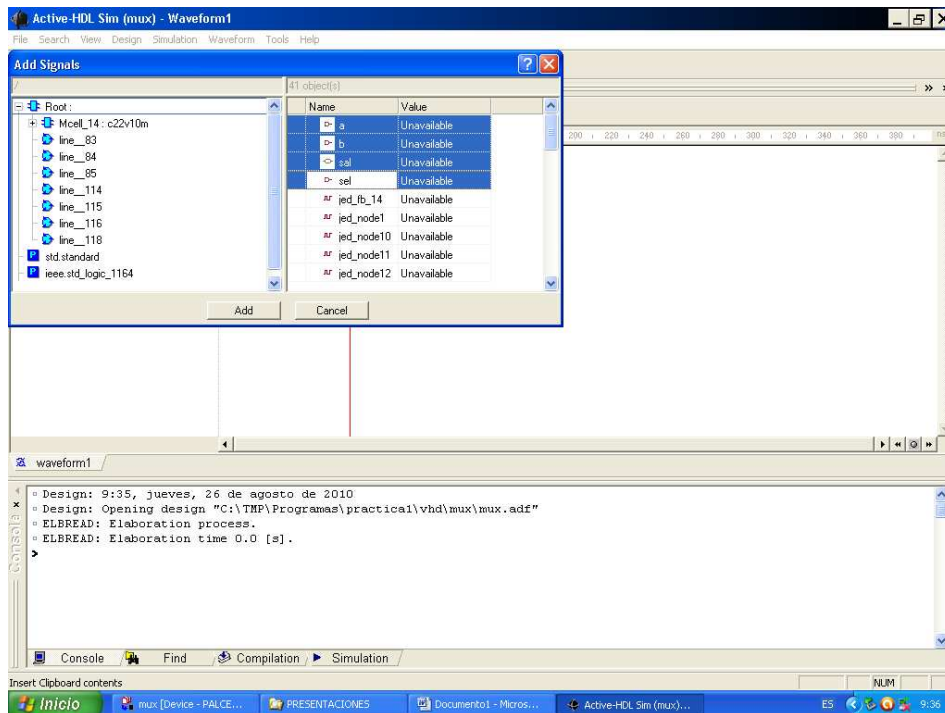 Active-HDL Sim (mux) - Waveform1
File Search View Design Simulation Waveform Tools Help
Add Signals
/
41 object(s)
Root :
Mcell_14 : c22v10m
line__83
line__84
line__85
line__114
line__115
line__116
line__118
std.standard
ieee.std_logic_1164
Name Value
a Unavailable
b Unavailable
sal Unavailable
sel Unavailable
jed_fb_14 Unavailable
jed_node1 Unavailable
jed_node10 Unavailable
jed_node11 Unavailable
jed_node12 Unavailable
Add Cancel
200 220 240 260 280 300 320 340 360 380 ns
waveform1
Design: 9:35, jueves, 26 de agosto de 2010
Design: Opening design "C:\TMP\Programas\practica1\vhd\mux\mux.adf"
ELBREAD: Elaboration process.
ELBREAD: Elaboration time 0.0 [s].
>
Consola
Console Find Compilation Simulation
Insert Clipboard contents
NUM
Inicio
mux [Device - PALCE...
PRESENTACIONES
Documento1 - Micros...
Active-HDL Sim (mux)...
ES
9:36